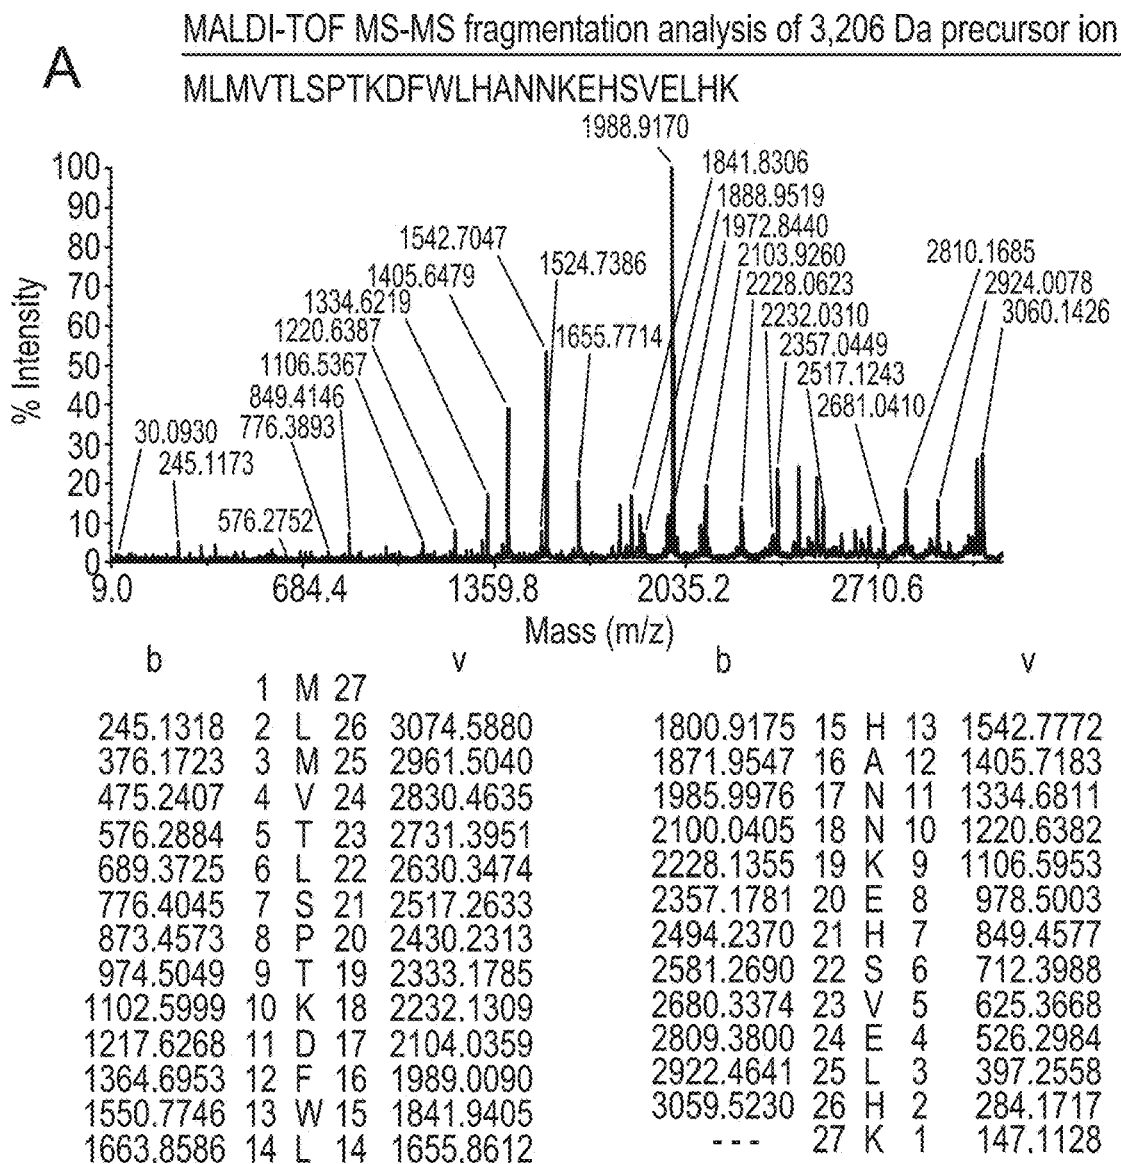 MALDI-TOF MS-MS fragmentation analysis of 3,206 Da precursor ion
A
MLMVTLSPTKDFWLHANNKEHSVELHK
1988.9170
1841.8306
1888.9519
1972.8440
2103.9260
2228.0623
2232.0310
2357.0449
2517.1243
2681.0410
2810.1685
2924.0078
3060.1426
1542.7047
1524.7386
1405.6479
1334.6219
1220.6387
1106.5367
1655.7714
849.4146
776.3893
30.0930
245.1173
576.2752
100
90
80
70
60
50
40
30
20
10
0
% Intensity
9.0 684.4 1359.8 2035.2 2710.6
Mass (m/z)
b v b v
1 M 27
245.1318 2 L 26 3074.5880 1800.9175 15 H 13 1542.7772
376.1723 3 M 25 2961.5040 1871.9547 16 A 12 1405.7183
475.2407 4 V 24 2830.4635 1985.9976 17 N 11 1334.6811
576.2884 5 T 23 2731.3951 2100.0405 18 N 10 1220.6382
689.3725 6 L 22 2630.3474 2228.1355 19 K 9 1106.5953
776.4045 7 S 21 2517.2633 2357.1781 20 E 8 978.5003
873.4573 8 P 20 2430.2313 2494.2370 21 H 7 849.4577
974.5049 9 T 19 2333.1785 2581.2690 22 S 6 712.3988
1102.5999 10 K 18 2232.1309 2680.3374 23 V 5 625.3668
1217.6268 11 D 17 2104.0359 2809.3800 24 E 4 526.2984
1364.6953 12 F 16 1989.0090 2922.4641 25 L 3 397.2558
1550.7746 13 W 15 1841.9405 3059.5230 26 H 2 284.1717
1663.8586 14 L 14 1655.8612 --- 27 K 1 147.1128